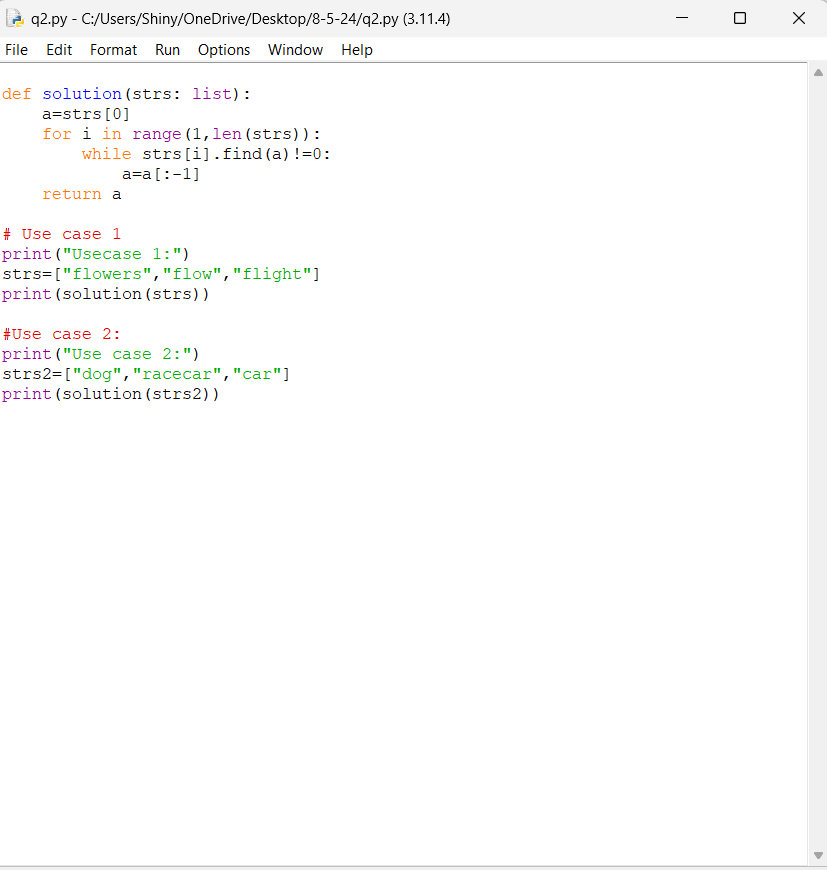 q2.py - C:/Users/Shiny/OneDrive/Desktop/8-5-24/q2.py (3.11.4)
File Edit Format Run Options Window Help
def solution(strs: list):
    a=strs[0]
    for i in range(1,len(strs)):
        while strs[i].find(a)!=0:
            a=a[:-1]
    return a
# Use case 1
print("Usecase 1:")
strs=["flowers","flow","flight"]
print(solution(strs))
#Use case 2:
print("Use case 2:")
strs2=["dog","racecar","car"]
print(solution(strs2))